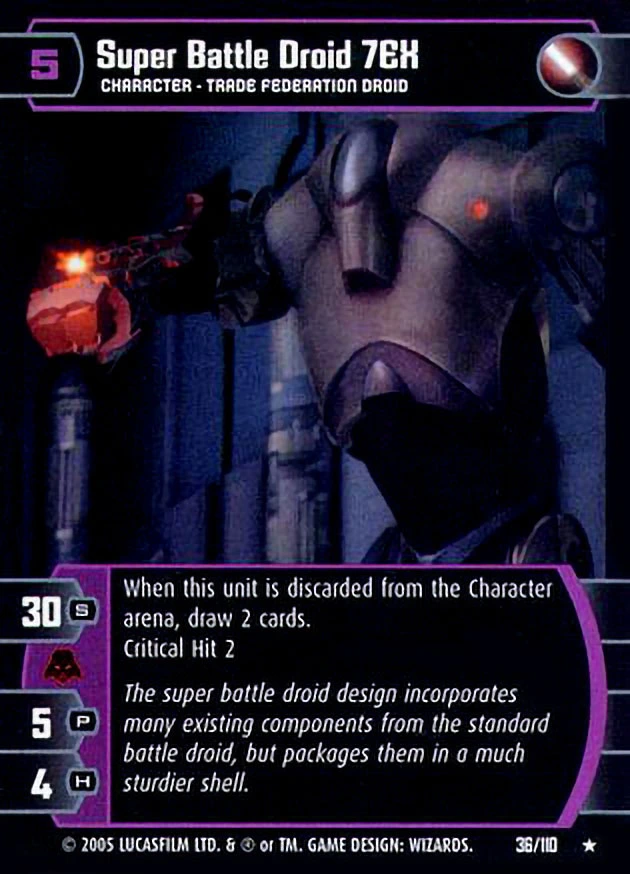 5
Super Battle Droid 7EX
CHARACTER - TRADE FEDERATION DROID
When this unit is discarded from the Character
arena, draw 2 cards.
Critical Hit 2
30 S
The super battle droid design incorporates
many existing components from the standard
battle droid, but packages them in a much
sturdier shell.
5 P
4 H
© 2005 LUCASFILM LTD. & ® or TM. GAME DESIGN: WIZARDS. 36/110 ★